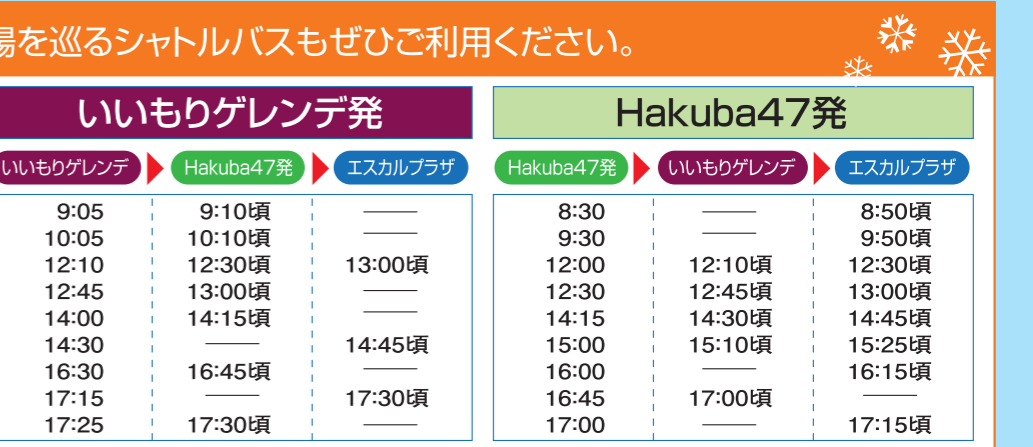 場を巡るシャトルバスもぜひご利用ください。
いいもりゲレンデ発
いいもりゲレンデ Hakuba47発 エスカルプラザ
9:05 9:10頃 ――
10:05 10:10頃 ――
12:10 12:30頃 13:00頃
12:45 13:00頃 ――
14:00 14:15頃 ――
14:30 ―― 14:45頃
16:30 16:45頃 ――
17:15 ―― 17:30頃
17:25 17:30頃 ――
Hakuba47発
Hakuba47発 いいもりゲレンデ エスカルプラザ
8:30 ―― 8:50頃
9:30 ―― 9:50頃
12:00 12:10頃 12:30頃
12:30 12:45頃 13:00頃
14:15 14:30頃 14:45頃
15:00 15:10頃 15:25頃
16:00 ―― 16:15頃
16:45 17:00頃 ――
17:00 ―― 17:15頃